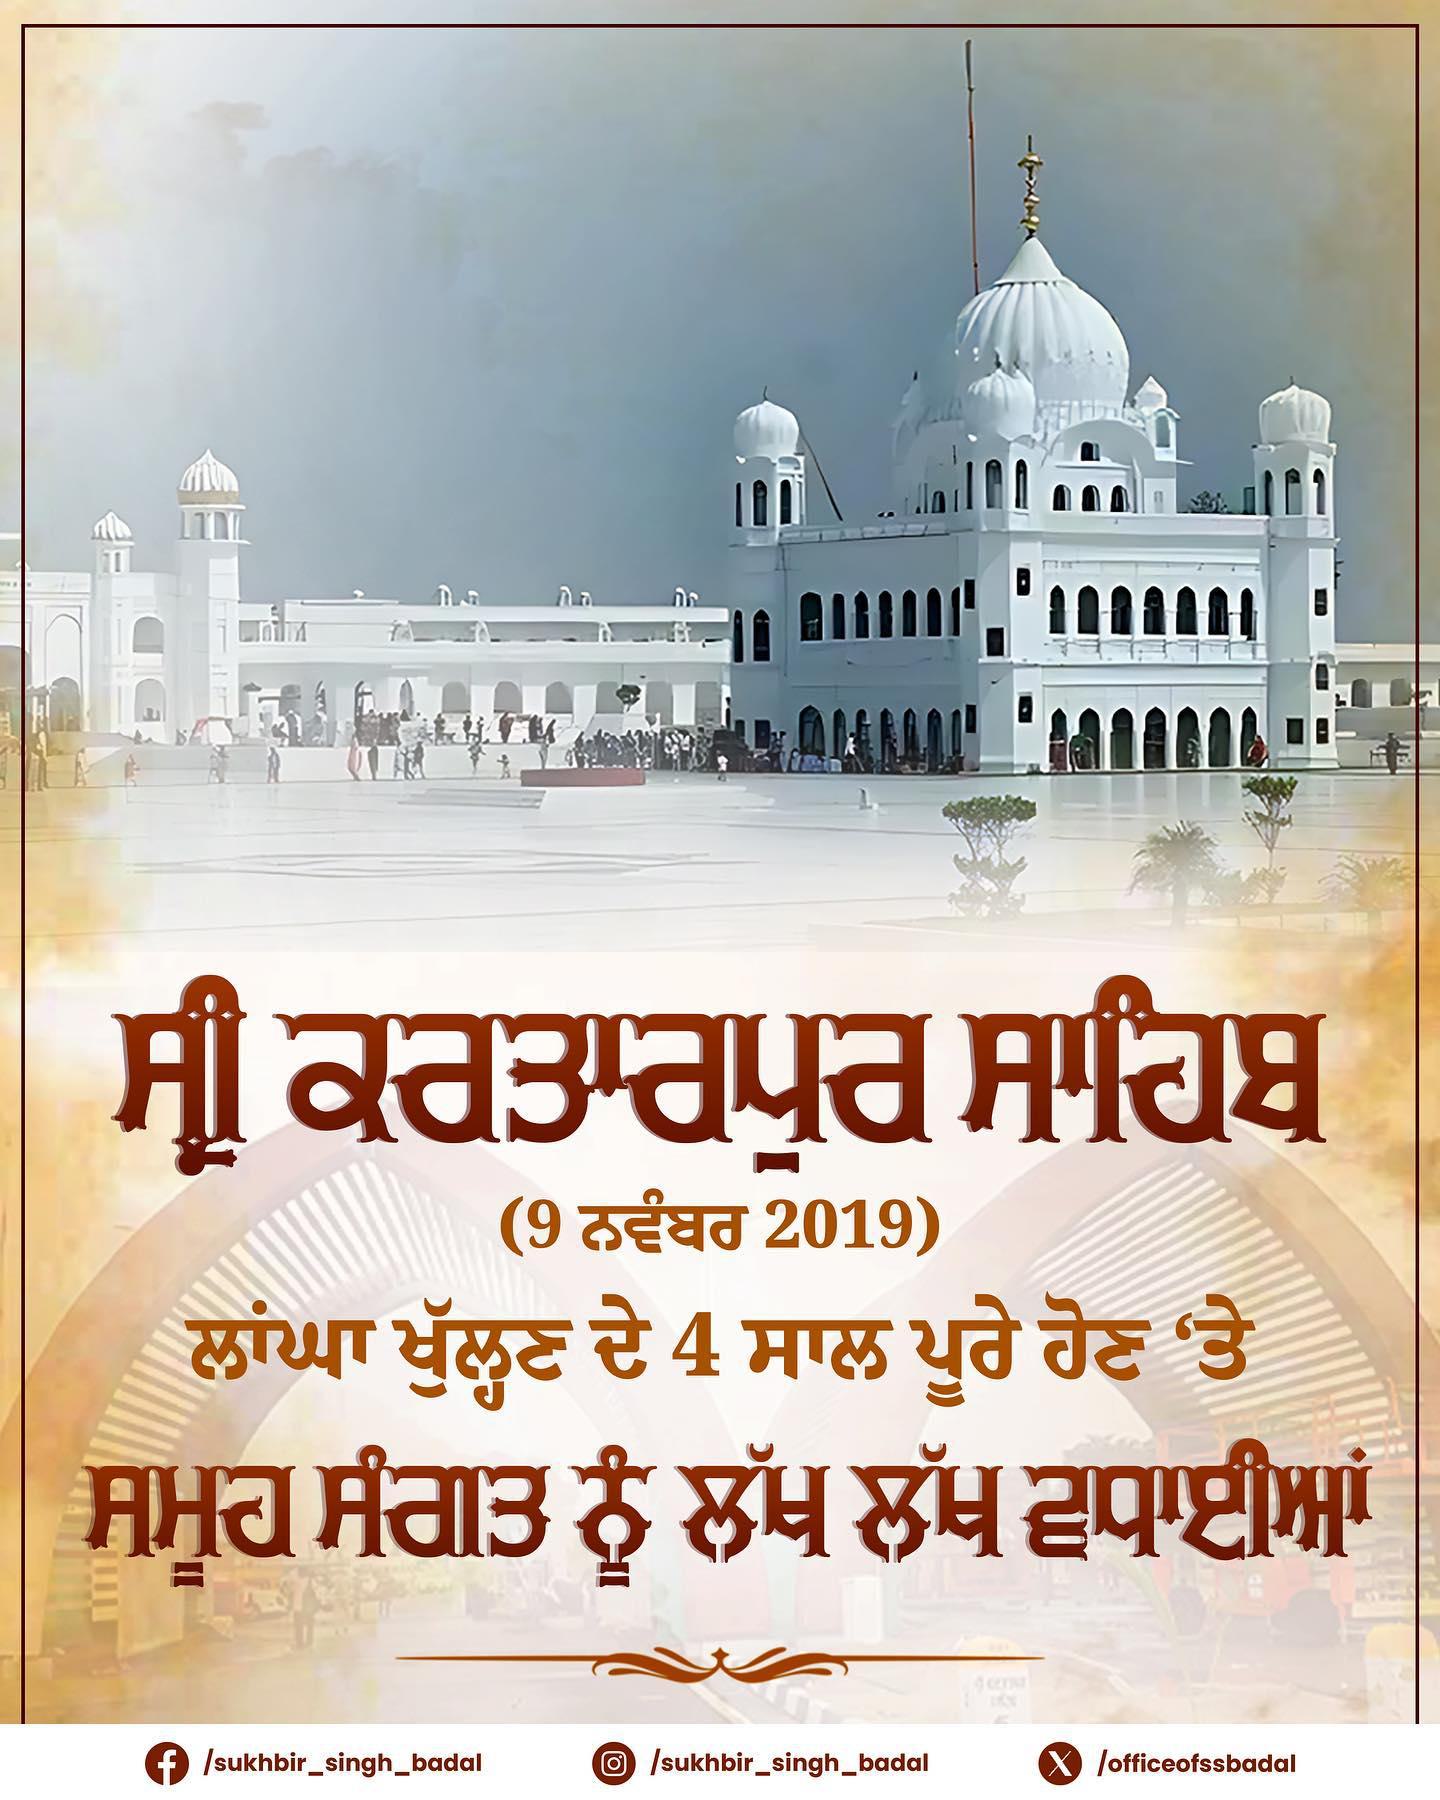 ਸ੍ਰੀ ਕਰਤਾਰਪੁਰ ਸਾਹਿਬ
(9 ਨਵੰਬਰ 2019)
ਲਾਂਘਾ ਖੁੱਲ੍ਹਣ ਦੇ 4 ਸਾਲ ਪੂਰੇ ਹੋਣ ‘ਤੇ
ਸਮੂਹ ਸੰਗਤ ਨੂੰ ਲੱਖ ਲੱਖ ਵਧਾਈਆਂ
/sukhbir_singh_badal /sukhbir_singh_badal /officeofssbadal